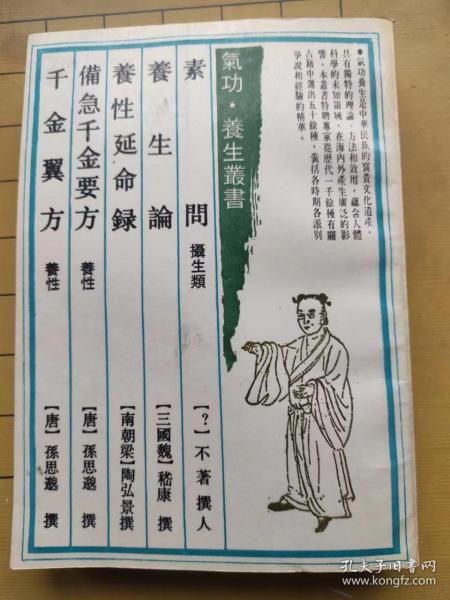 ●氣功養生是中華民族的寶貴文化遺產，
具有獨特的理論、方法和效用，蘊含人體
科學的未知領域，在海內外產生廣泛的影
響。本叢書特聘專家從歷代一千餘種有關
古籍中選出五十餘種，囊括各時期各派別
學說和經驗的精華。
氣功·養生叢書
素問 攝生類 【?】不著撰人
養生論 【三國魏】嵇康 撰
養性延命録 【南朝梁】陶弘景撰
備急千金要方 養性 【唐】孫思邈 撰
千金翼方 養性 【唐】孫思邈 撰
孔夫子旧书网
www.kongfz.com